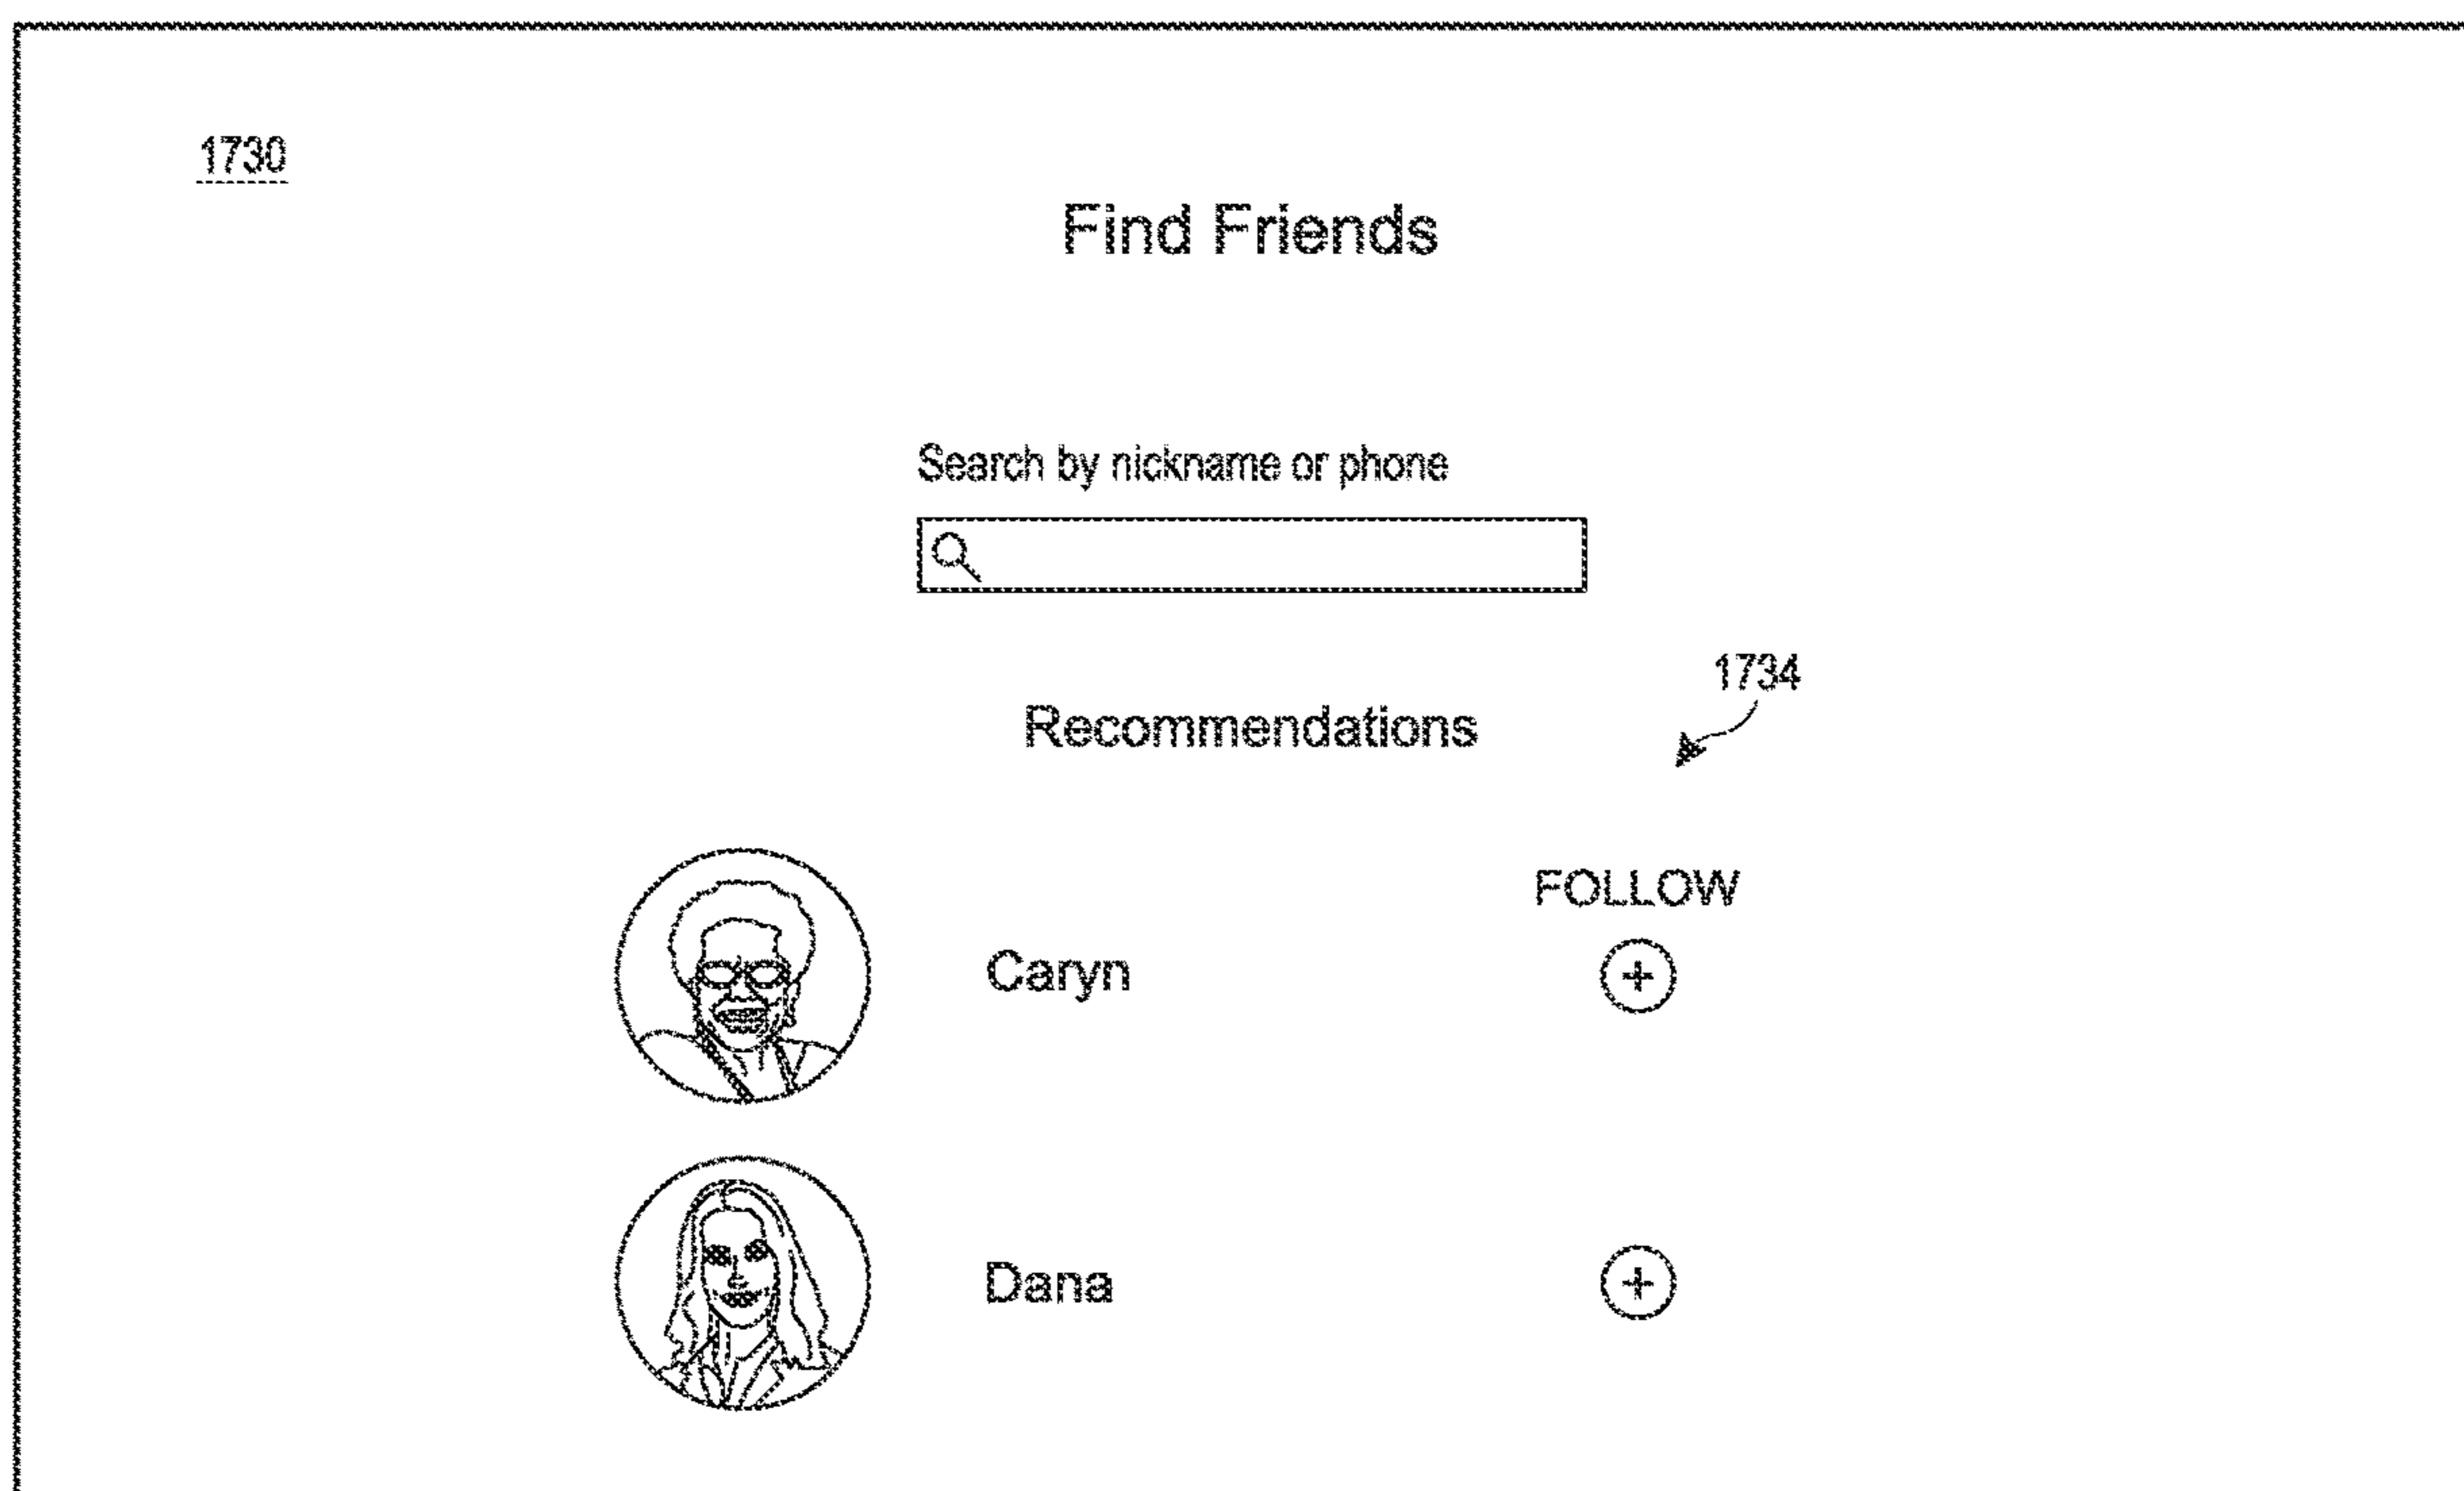 1730
Find Friends
Search by nickname or phone
1734
Recommendations
FOLLOW
Caryn
+
Dana
+